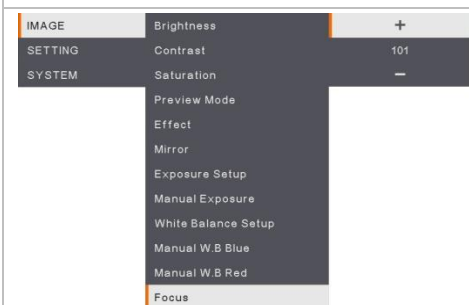 IMAGE
SETTING
SYSTEM
Brightness
Contrast
Saturation
Preview Mode
Effect
Mirror
Exposure Setup
Manual Exposure
White Balance Setup
Manual W.B Blue
Manual W.B Red
Focus
+
101
−